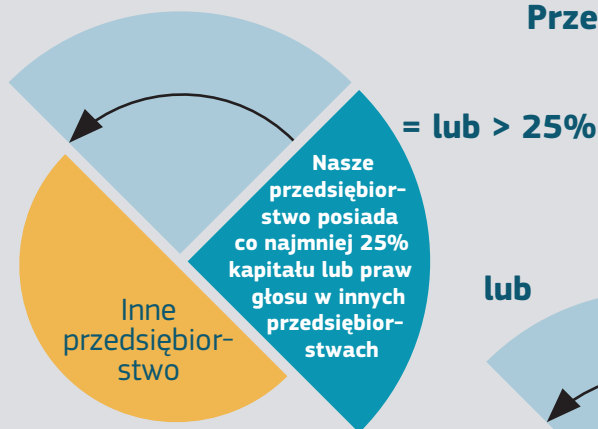 Prze
= lub > 25%
Nasze
przedsiębior-
stwo posiada
co najmniej 25%
kapitału lub praw
głosu w innych
przedsiębior-
stwach
Inne
przedsiębior-
stwo
lub